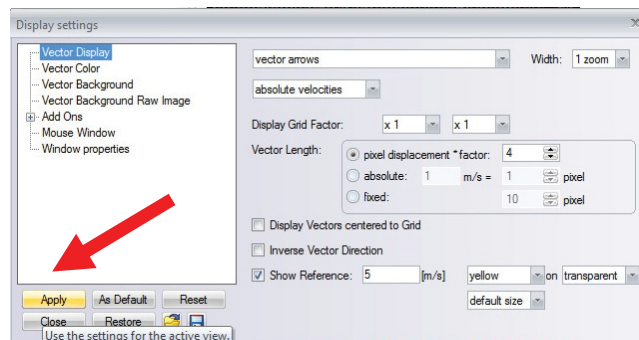 Display settings
Vector Display
Vector Color
Vector Background
Vector Background Raw Image
Add Ons
Mouse Window
Window properties
vector arrows Width: 1 zoom
absolute velocities
Display Grid Factor: x 1 x 1
Vector Length: pixel displacement * factor: 4
absolute: 1 m/s = 1 pixel
fixed: 10 pixel
Display Vectors centered to Grid
Inverse Vector Direction
Show Reference: 5 [m/s] yellow on transparent
default size
Apply As Default Reset
Close Restore
Use the settings for the active view.